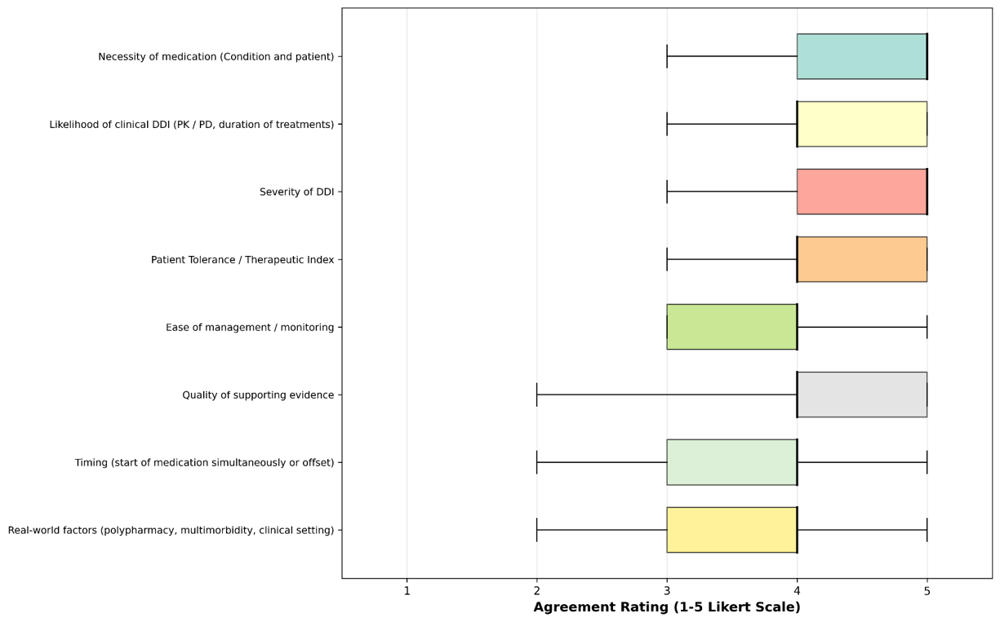 Necessity of medication (Condition and patient)
Likelihood of clinical DDI (PK / PD, duration of treatments)
Severity of DDI
Patient Tolerance / Therapeutic Index
Ease of management / monitoring
Quality of supporting evidence
Timing (start of medication simultaneously or offset)
Real-world factors (polypharmacy, multimorbidity, clinical setting)
1 2 3 4 5
Agreement Rating (1-5 Likert Scale)